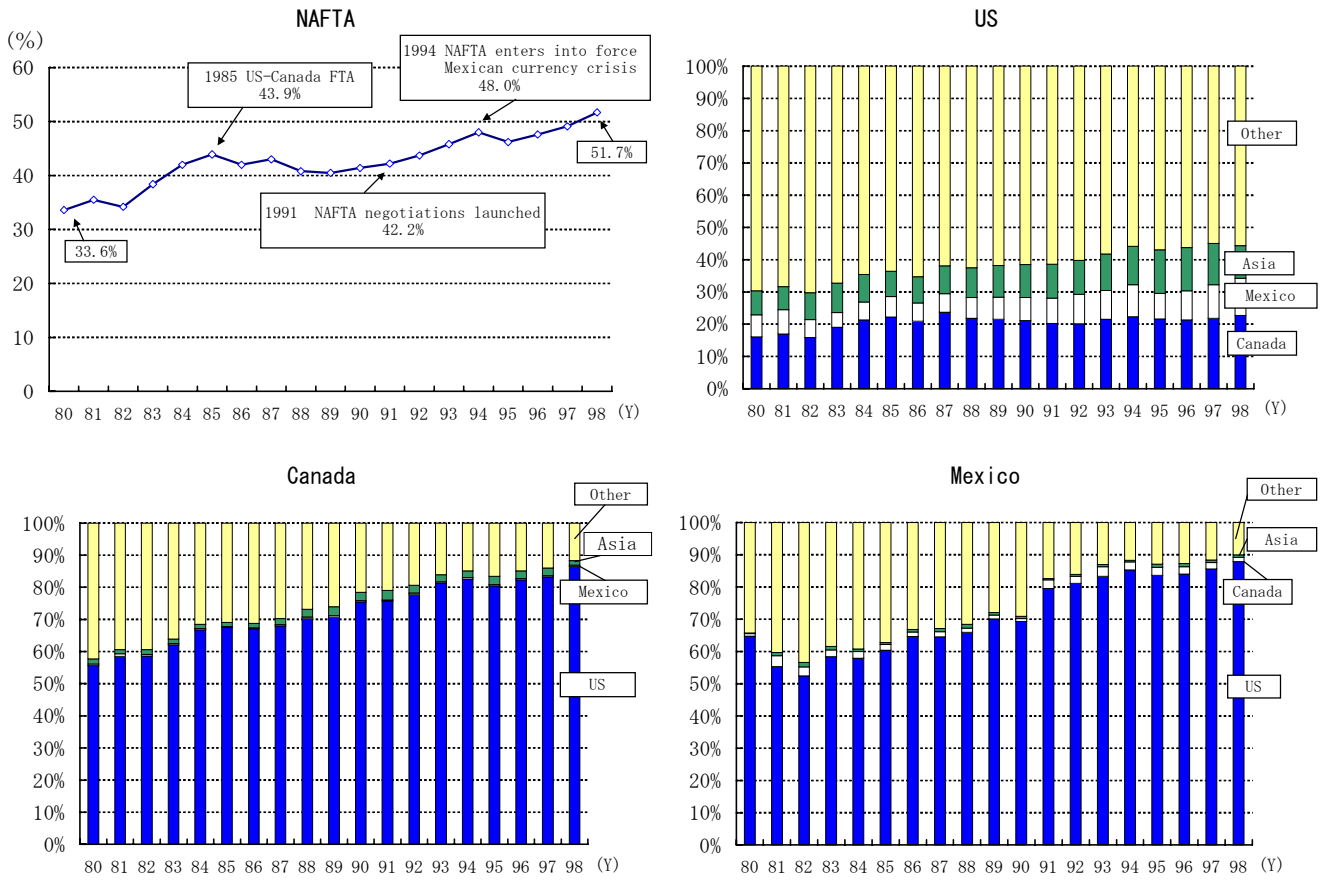 NAFTA
(%)
60
50
40
30
20
10
0
1985 US-Canada FTA
43.9%
1994 NAFTA enters into force
Mexican currency crisis
48.0%
51.7%
1991 NAFTA negotiations launched
42.2%
33.6%
80 81 82 83 84 85 86 87 88 89 90 91 92 93 94 95 96 97 98 (Y)
US
100%
90%
80%
70%
60%
50%
40%
30%
20%
10%
0%
Other
Asia
Mexico
Canada
80 81 82 83 84 85 86 87 88 89 90 91 92 93 94 95 96 97 98 (Y)
Canada
100%
90%
80%
70%
60%
50%
40%
30%
20%
10%
0%
Other
Asia
Mexico
US
80 81 82 83 84 85 86 87 88 89 90 91 92 93 94 95 96 97 98 (Y)
Mexico
100%
90%
80%
70%
60%
50%
40%
30%
20%
10%
0%
Other
Asia
Canada
US
80 81 82 83 84 85 86 87 88 89 90 91 92 93 94 95 96 97 98 (Y)